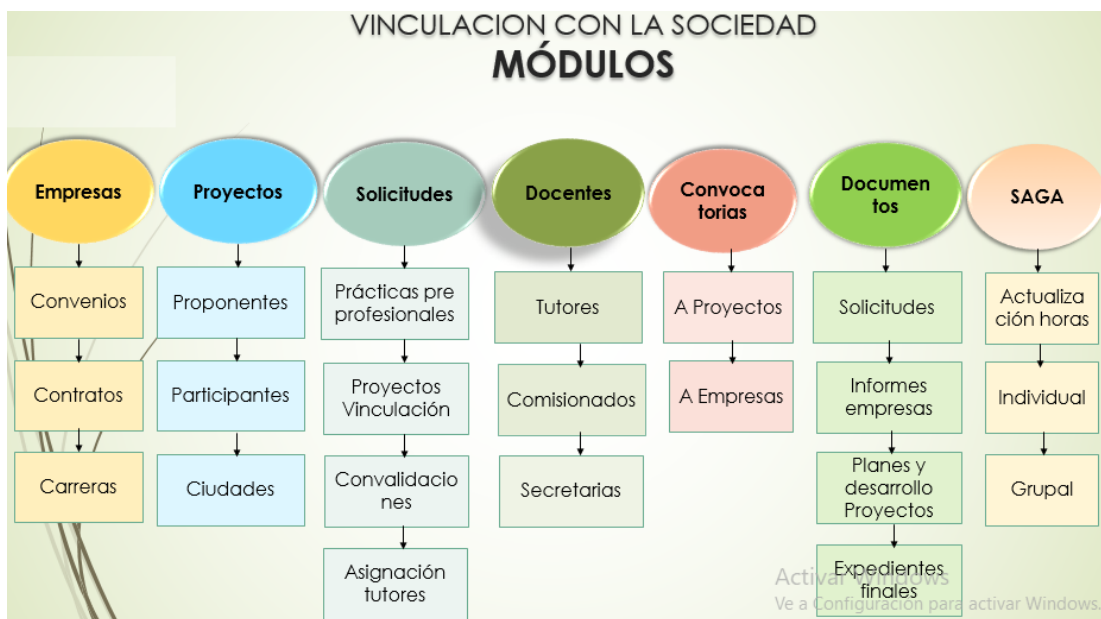 VINCULACION CON LA SOCIEDAD
MÓDULOS
Empresas
Convenios
Contratos
Carreras
Proyectos
Proponentes
Participantes
Ciudades
Solicitudes
Prácticas pre
profesionales
Proyectos
Vinculación
Convalidacio
nes
Asignación
tutores
Docentes
Tutores
Comisionados
Secretarias
Convoca
torias
A Proyectos
A Empresas
Documen
tos
Solicitudes
Informes
empresas
Planes y
desarrollo
Proyectos
Expedientes
finales
SAGA
Actualiza
ción horas
Individual
Grupal
Activar Windows
Ve a Configuración para activar Windows.